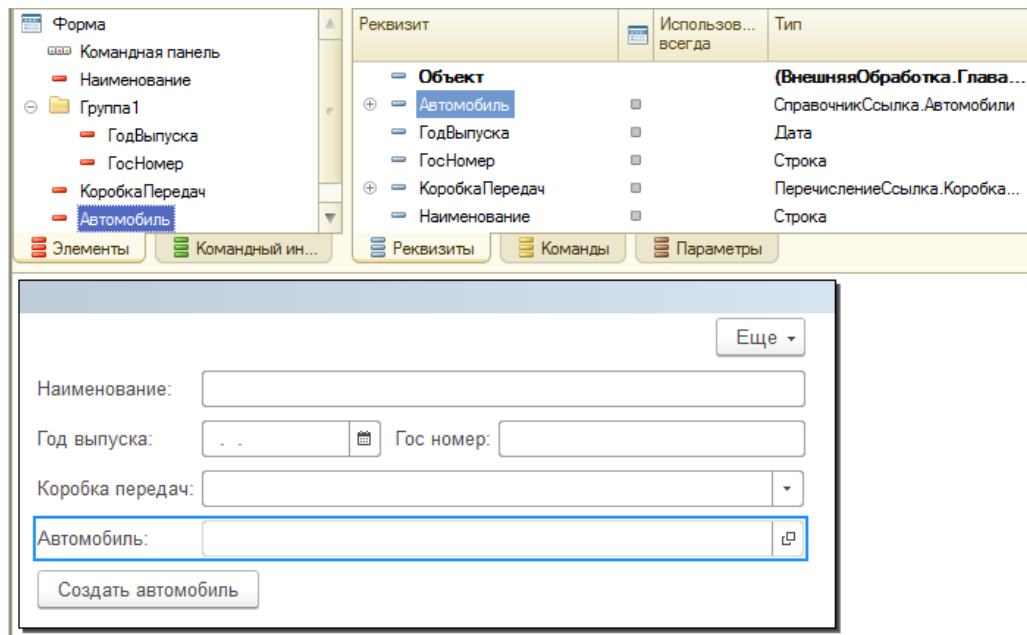 Форма
Командная панель
Наименование
Группа1
ГодВыпуска
ГосНомер
КоробкаПередач
Автомобиль
Элементы
Командный ин...
Реквизит
Использов... всегда
Тип
Объект
(ВнешняяОбработка.Глава...
Автомобиль
СправочникСсылка.Автомобили
ГодВыпуска
Дата
ГосНомер
Строка
КоробкаПередач
ПеречислениеСсылка.Коробка...
Наименование
Строка
Реквизиты
Команды
Параметры
Еще
Наименование:
Год выпуска:
. .
Гос номер:
Коробка передач:
Автомобиль:
Создать автомобиль